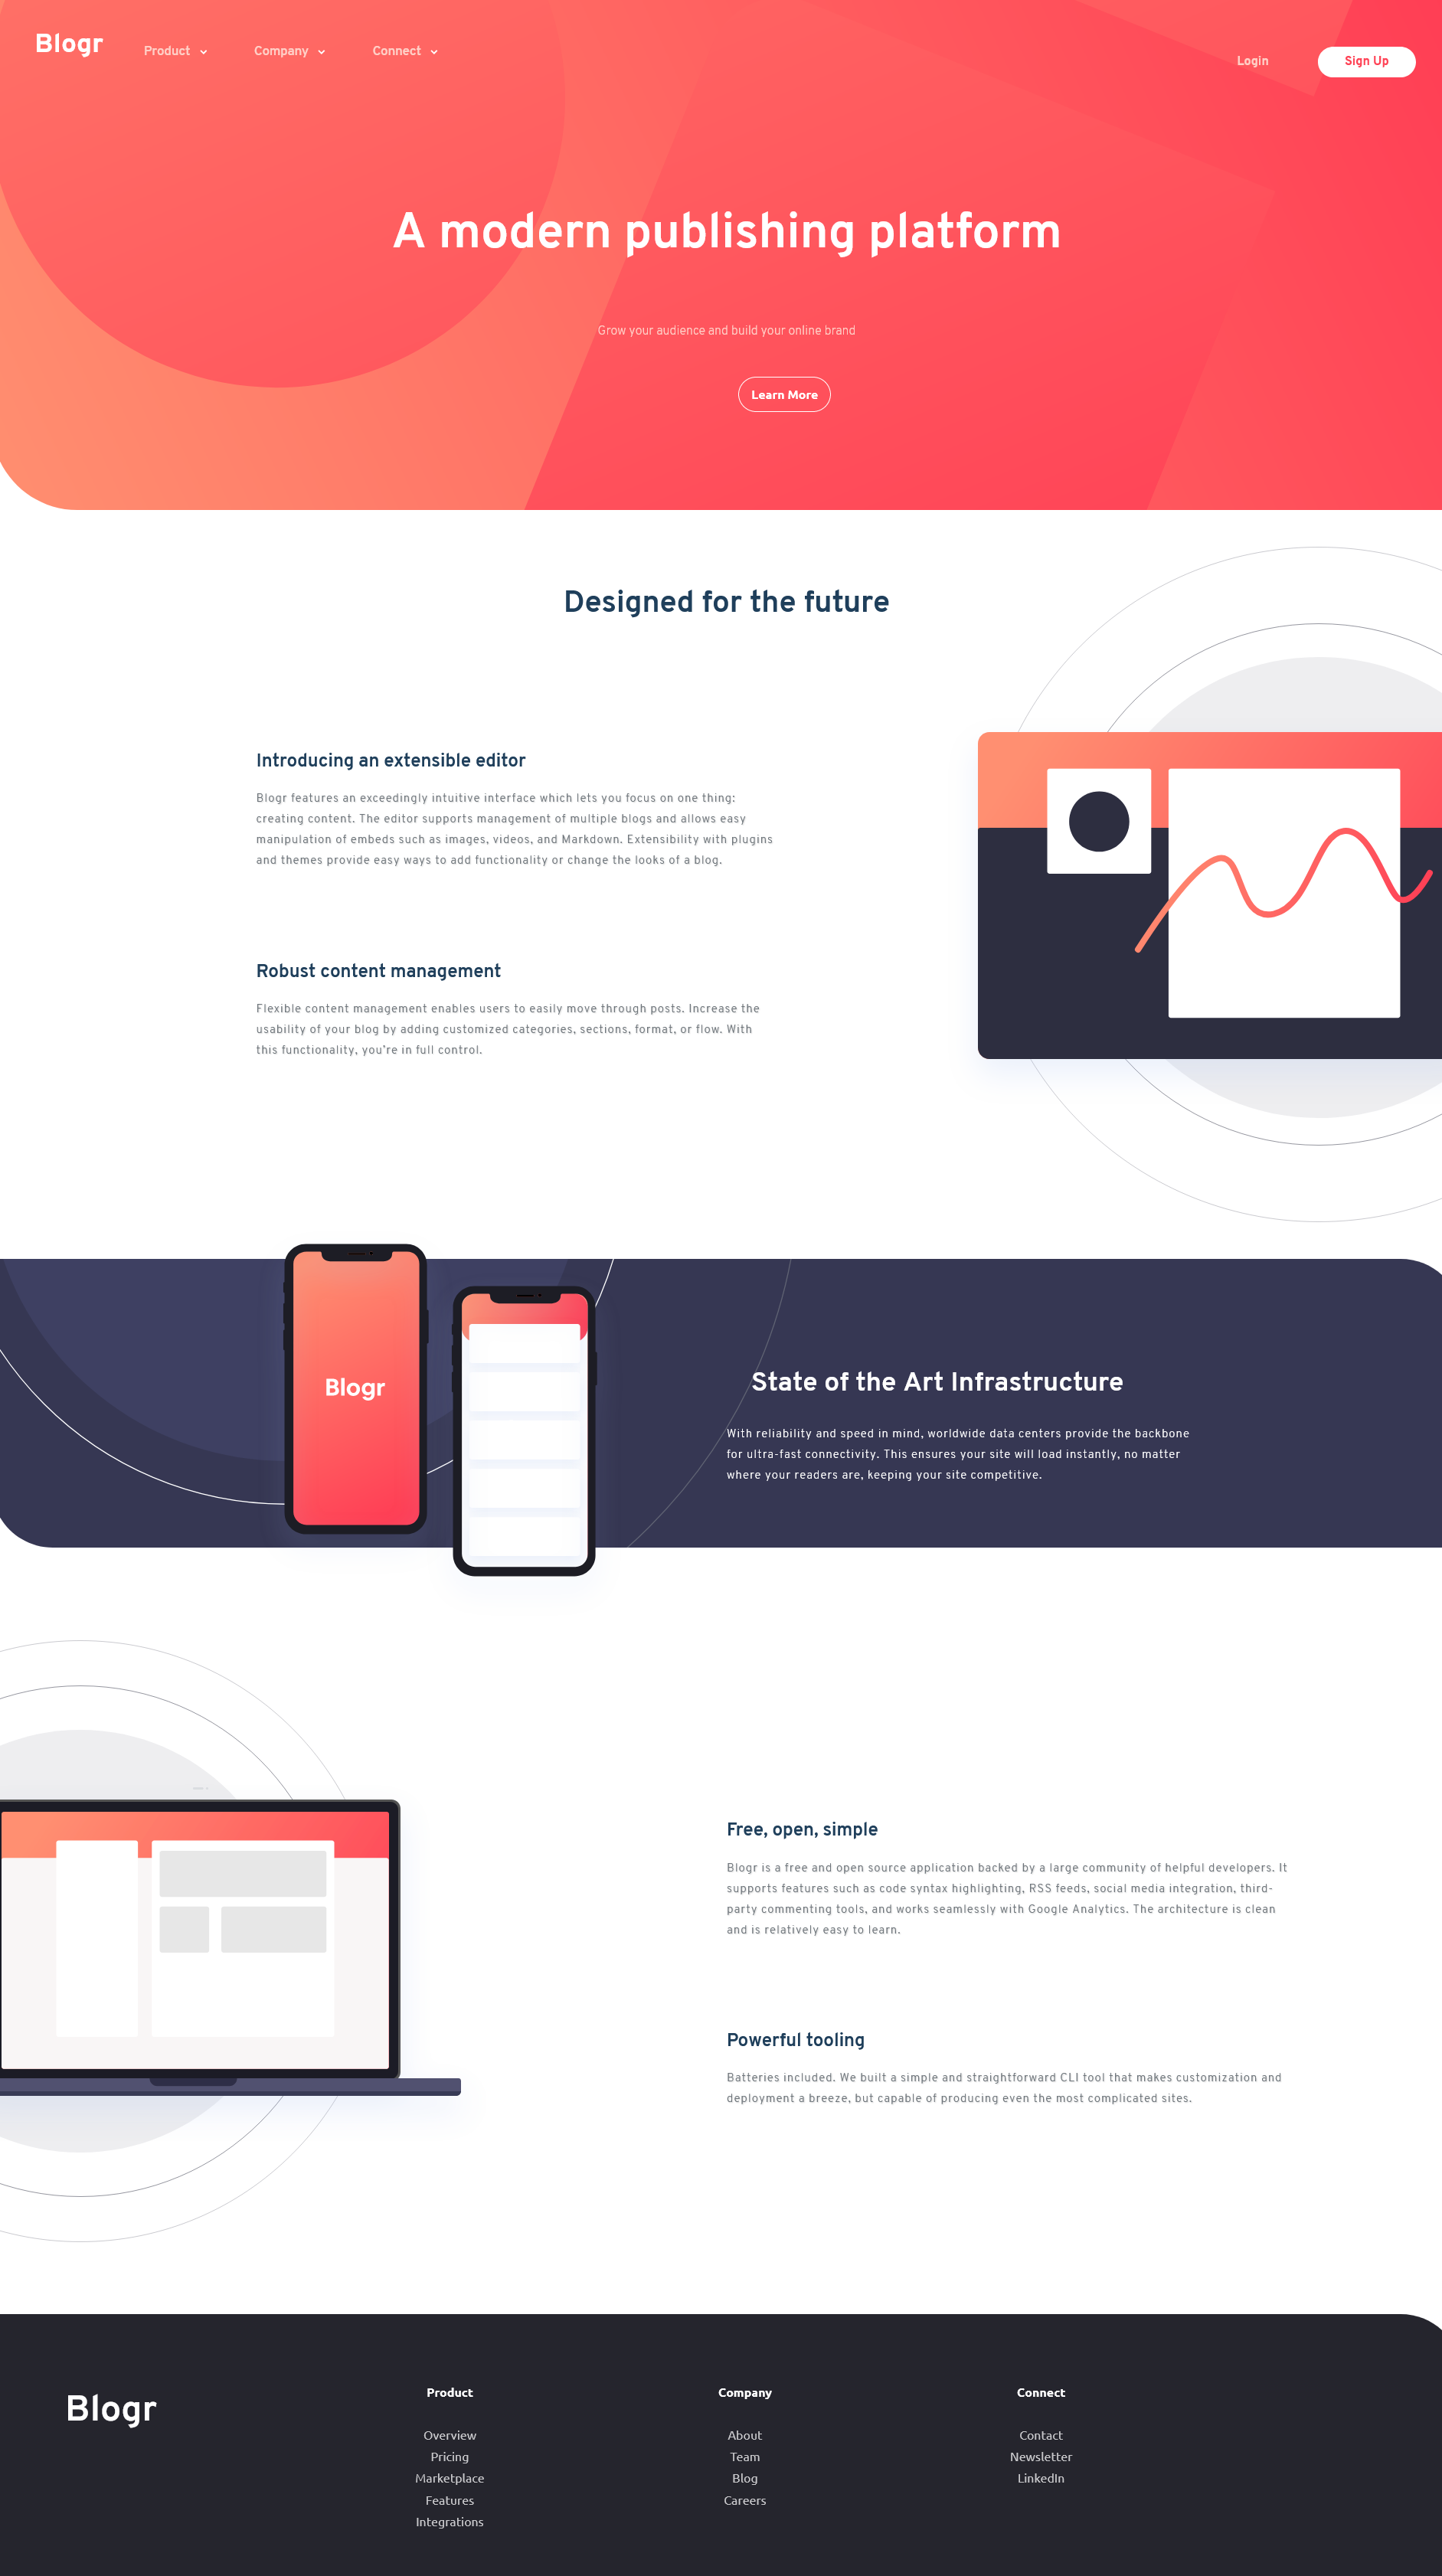 Blogr
Product
Company
Connect
Login
Sign Up
A modern publishing platform
Grow your audience and build your online brand
Learn More
Designed for the future
Introducing an extensible editor
Blogr features an exceedingly intuitive interface which lets you focus on one thing:
creating content. The editor supports management of multiple blogs and allows easy
manipulation of embeds such as images, videos, and Markdown. Extensibility with plugins
and themes provide easy ways to add functionality or change the looks of a blog.
Robust content management
Flexible content management enables users to easily move through posts. Increase the
usability of your blog by adding customized categories, sections, format, or flow. With
this functionality, you're in full control.
Blogr
State of the Art Infrastructure
With reliability and speed in mind, worldwide data centers provide the backbone
for ultra-fast connectivity. This ensures your site will load instantly, no matter
where your readers are, keeping your site competitive.
Free, open, simple
Blogr is a free and open source application backed by a large community of helpful developers. It
supports features such as code syntax highlighting, RSS feeds, social media integration, third-
party commenting tools, and works seamlessly with Google Analytics. The architecture is clean
and is relatively easy to learn.
Powerful tooling
Batteries included. We built a simple and straightforward CLI tool that makes customization and
deployment a breeze, but capable of producing even the most complicated sites.
Blogr
Product
Overview
Pricing
Marketplace
Features
Integrations
Company
About
Team
Blog
Careers
Connect
Contact
Newsletter
LinkedIn